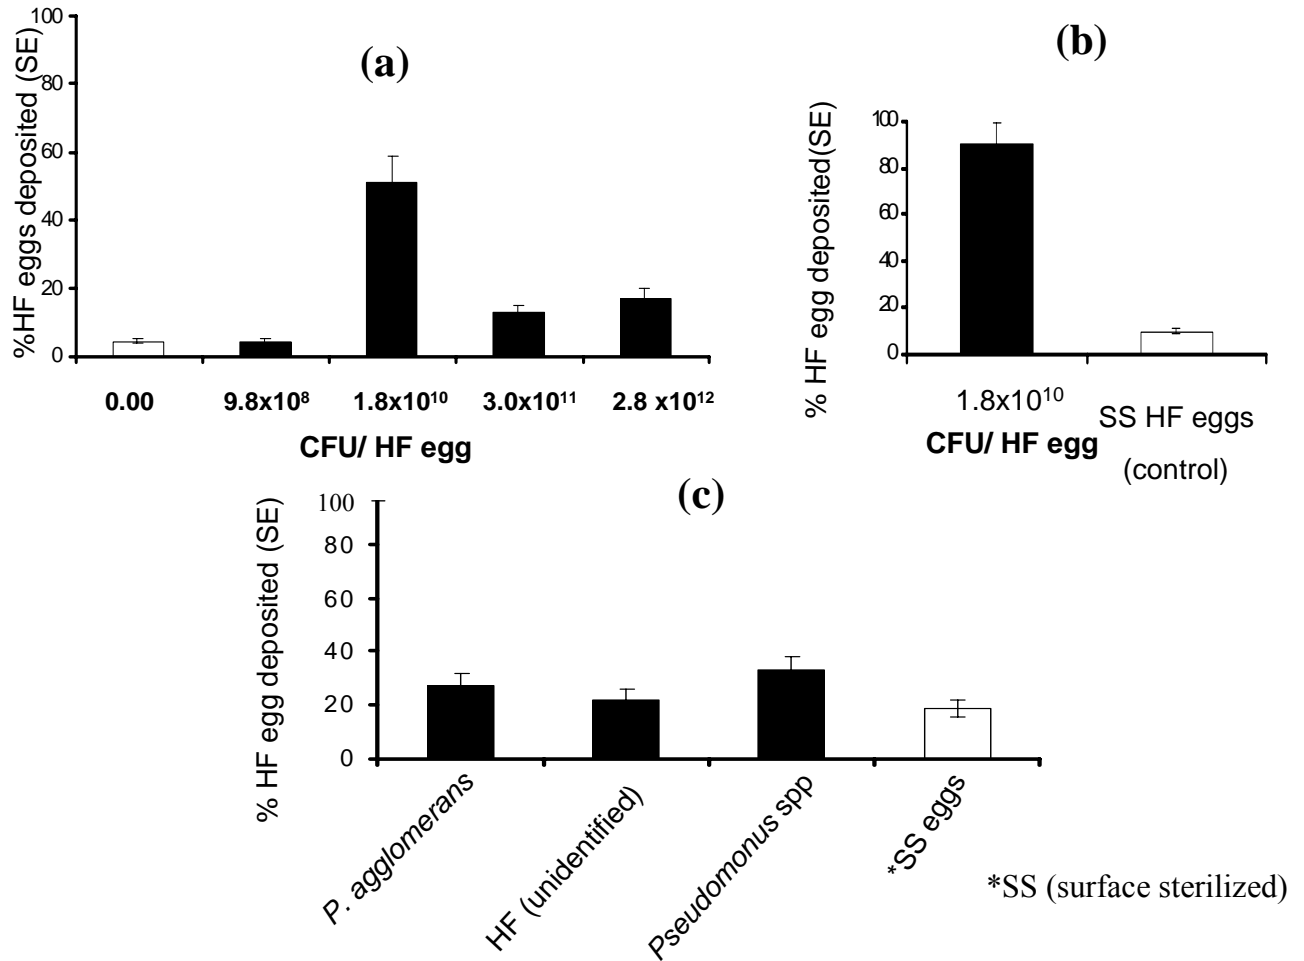 (a)
%HF eggs deposited (SE)
100
80
60
40
20
0
0.00 9.8x10⁸ 1.8x10¹⁰ 3.0x10¹¹ 2.8 x10¹²
CFU/ HF egg
(b)
% HF egg deposited(SE)
100
80
60
40
20
0
1.8x10¹⁰
CFU/ HF egg
SS HF eggs
(control)
(c)
% HF egg deposited (SE)
100
80
60
40
20
0
P. agglomerans
HF (unidentified)
Pseudomonus spp
*SS eggs
*SS (surface sterilized)